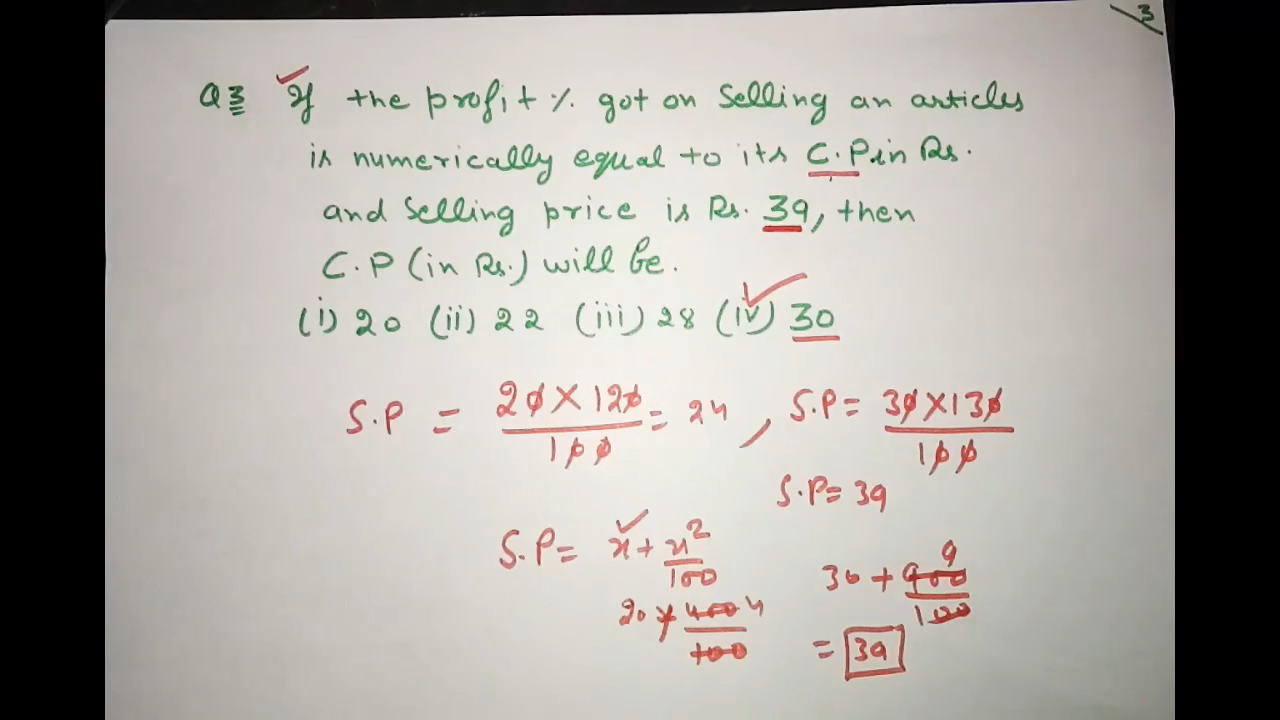 3
Q3 If the profit % got on Selling an articles
is numerically equal to its C.P in Rs.
and Selling price is Rs. 39, then
C.P (in Rs.) will be.
(i) 20 (ii) 22 (iii) 28 (iv) 30
S.P = 20 × 120 / 100 = 24 , S.P = 30 × 130 / 100
S.P = 39
S.P = x + x² / 100
20 + 400 / 100 4
30 + 900 / 100 9
= 39